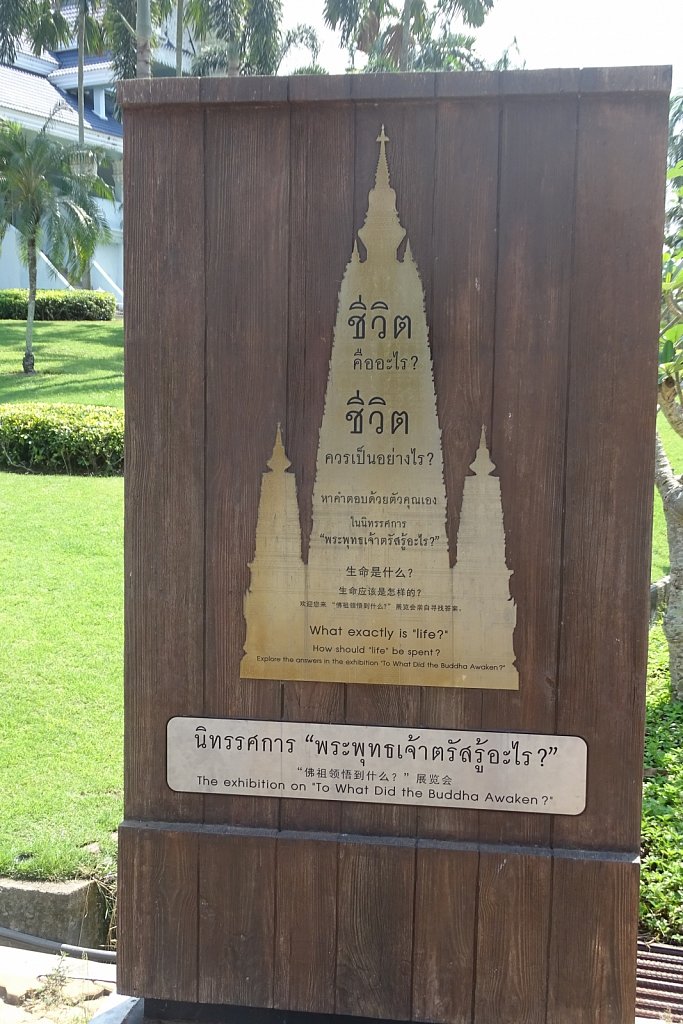 ชีวิต
คืออะไร?
ชีวิต
ควรเป็นอย่างไร?
หาคำตอบด้วยตัวคุณเอง
ในนิทรรศการ
"พระพุทธเจ้าตรัสรู้อะไร?"
生命是什么?
生命应该是怎样的?
欢迎您来 "佛祖领悟到什么?" 展览会亲自寻找答案.
What exactly is "life?"
How should "life" be spent?
Explore the answers in the exhibition "To What Did the Buddha Awaken?"
นิทรรศการ "พระพุทธเจ้าตรัสรู้อะไร?"
"佛祖领悟到什么?" 展览会
The exhibition on "To What Did the Buddha Awaken?"